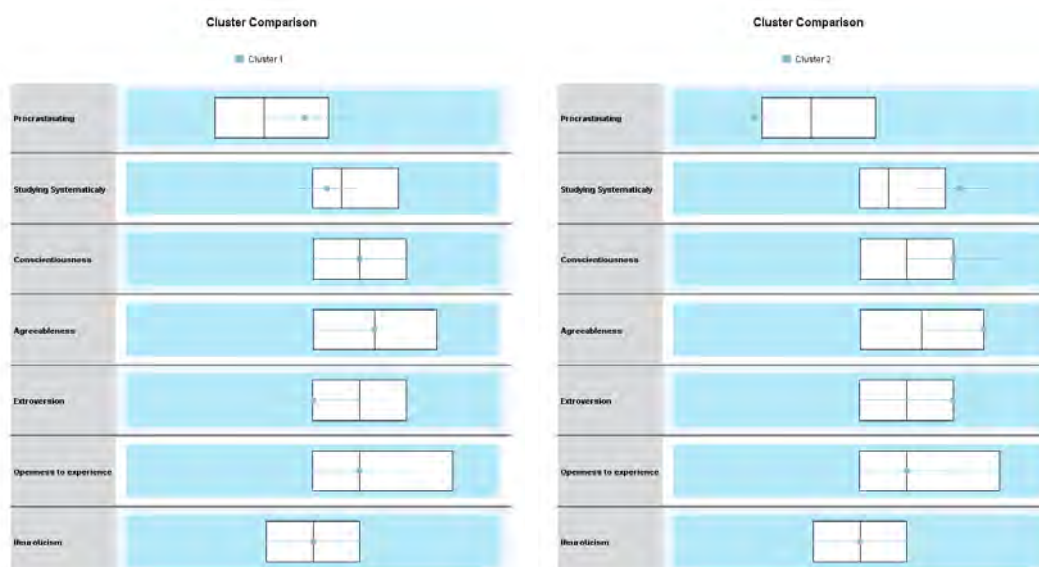 Cluster Comparison
Cluster 1
Procrastinating
Studying Systematicaly
Conscientiousness
Agreeableness
Extroversion
Openness to experience
Neuroticism
Cluster Comparison
Cluster 2
Procrastinating
Studying Systematicaly
Conscientiousness
Agreeableness
Extroversion
Openness to experience
Neuroticism